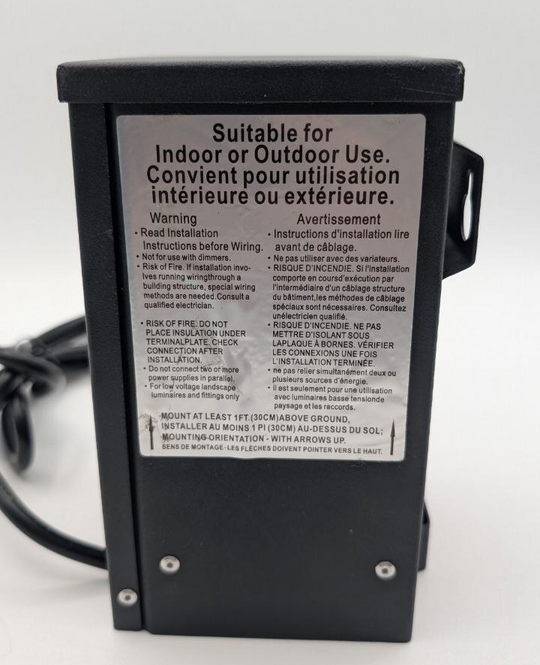 Suitable for
Indoor or Outdoor Use.
Convient pour utilisation
intérieure ou extérieure.
Warning
• Read Installation
Instructions before Wiring.
• Not for use with dimmers.
• Risk of Fire. If installation invo-
lves running wiringthrough a
building structure, special wiring
methods are needed.Consult a
qualified electrician.
• RISK OF FIRE. DO NOT
PLACE INSULATION UNDER
TERMINALPLATE. CHECK
CONNECTION AFTER
INSTALLATION.
• Do not connect two or more
power supplies in parallel.
• For low voltage landscape
luminaires and fittings only
Avertissement
• Instructions d'installation lire
avant de câblage.
• Ne pas utiliser avec des variateurs.
• RISQUE D'INCENDIE. SI l'installation
comporte en coursd'exécution par
l'intermédiaire d'un câblage structure
du bâtiment,les méthodes de câblage
spéciaux sont nécessaires. Consultez
unélectricien qualifié.
• RISQUE D'INCENDIE. NE PAS
METTRE D'ISOLANT SOUS
LAPLAQUE À BORNES. VÉRIFIER
LES CONNEXIONS UNE FOIS
L'INSTALLATION TERMINÉE.
• ne pas relier simultanément deux ou
plusieurs sources d'énergie.
• il est seulement pour une utilisation
avec luminaires basse tensionde
paysage et les raccords.
MOUNT AT LEAST 1FT.(30CM)ABOVE GROUND,
INSTALLER AU MOINS 1 PI (30CM) AU-DESSUS DU SOL;
MOUNTING ORIENTATION - WITH ARROWS UP.
SENS DE MONTAGE - LES FLÈCHES DOIVENT POINTER VERS LE HAUT.